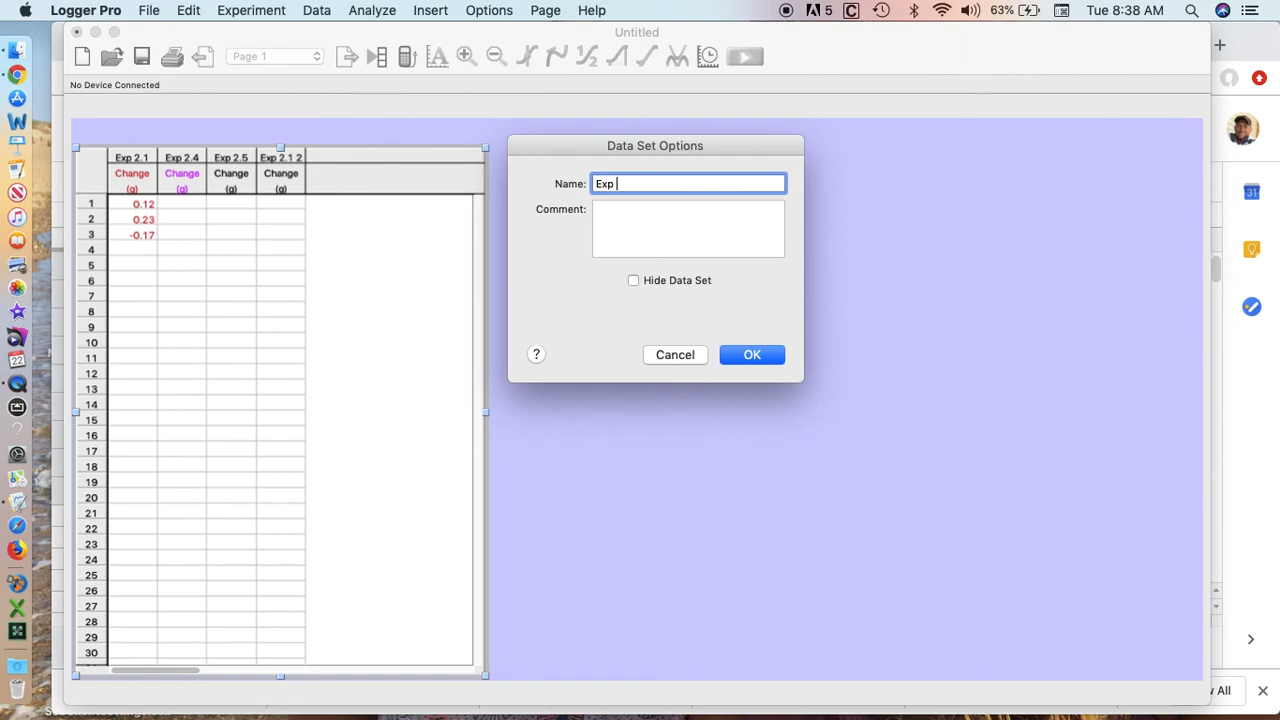 Logger Pro File Edit Experiment Data Analyze Insert Options Page Help 5 63% Tue 8:38 AM
Untitled
Page 1
No Device Connected
Exp 2.1 Exp 2.4 Exp 2.5 Exp 2.1 2
Change Change Change Change
(g) (g) (g) (g)
1 0.12
2 0.23
3 -0.17
4
5
6
7
8
9
10
11
12
13
14
15
16
17
18
19
20
21
22
23
24
25
26
27
28
29
30
Data Set Options
Name: Exp
Comment:
Hide Data Set
? Cancel OK
31
22
w All